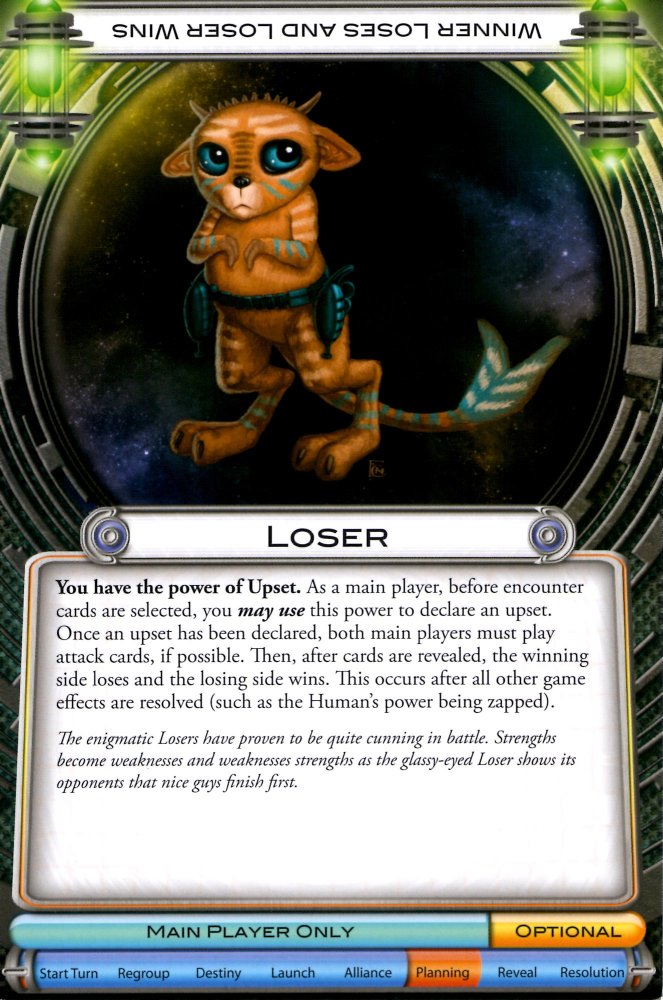 WINNER LOSES AND LOSER WINS
LOSER
You have the power of Upset. As a main player, before encounter
cards are selected, you may use this power to declare an upset.
Once an upset has been declared, both main players must play
attack cards, if possible. Then, after cards are revealed, the winning
side loses and the losing side wins. This occurs after all other game
effects are resolved (such as the Human's power being zapped).
The enigmatic Losers have proven to be quite cunning in battle. Strengths
become weaknesses and weaknesses strengths as the glassy-eyed Loser shows its
opponents that nice guys finish first.
MAIN PLAYER ONLY OPTIONAL
Start Turn Regroup Destiny Launch Alliance Planning Reveal Resolution